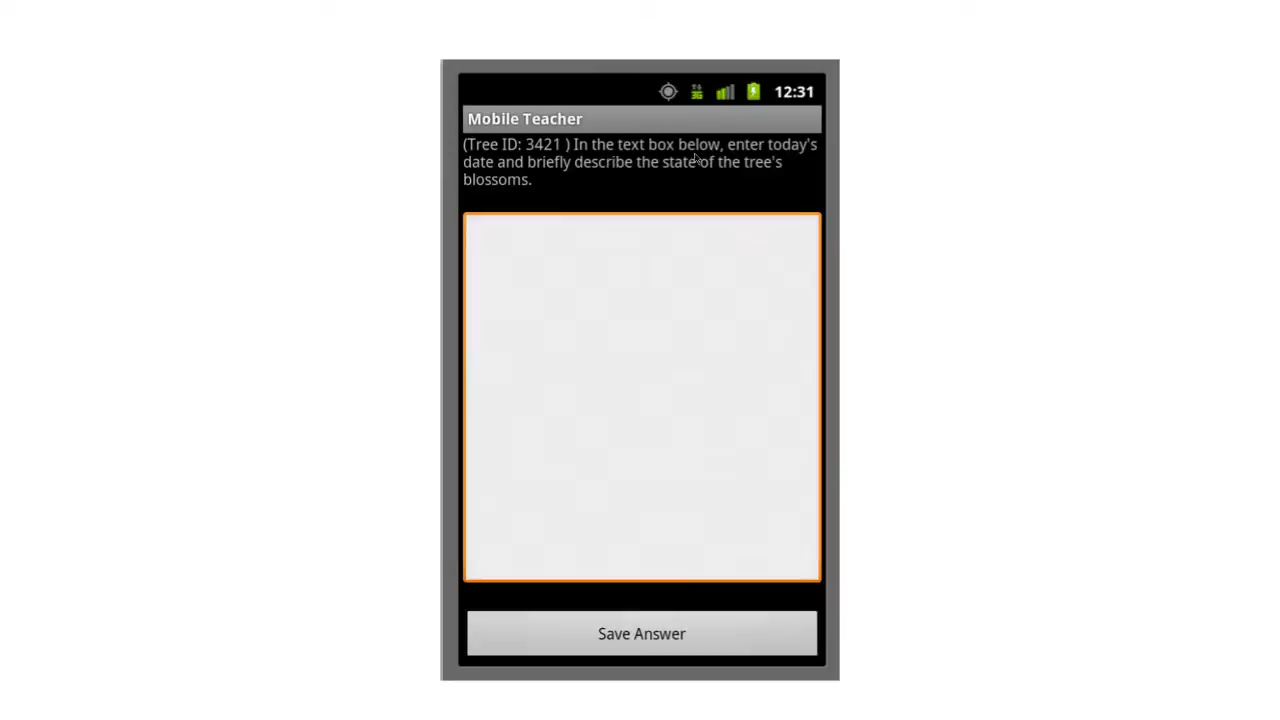 3G 12:31
Mobile Teacher
(Tree ID: 3421 ) In the text box below, enter today's
date and briefly describe the state of the tree's
blossoms.
Save Answer